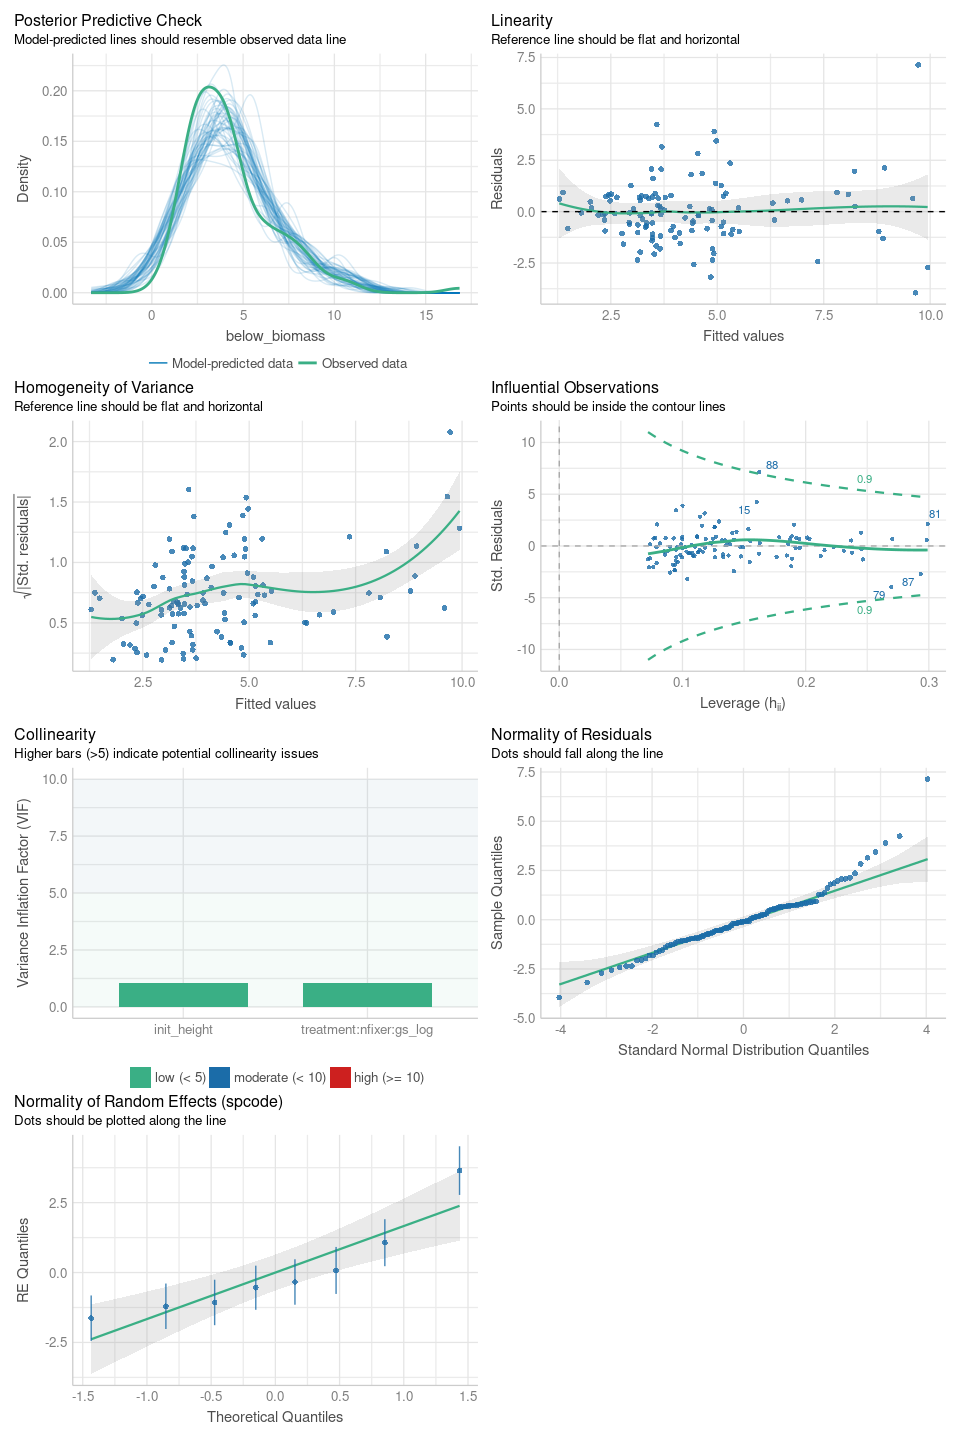 Posterior Predictive Check
Model-predicted lines should resemble observed data line
0.20
0.15
0.10
0.05
0.00
Density
0
5
10
15
below_biomass
Model-predicted data
Observed data
Linearity
Reference line should be flat and horizontal
7.5
5.0
2.5
0.0
-2.5
Residuals
2.5
5.0
7.5
10.0
Fitted values
Homogeneity of Variance
Reference line should be flat and horizontal
2.0
1.5
1.0
0.5
√|Std. residuals|
2.5
5.0
7.5
10.0
Fitted values
Influential Observations
Points should be inside the contour lines
10
5
0
-5
-10
Std. Residuals
88
0.9
15
81
87
79
0.9
0.0
0.1
0.2
0.3
Leverage (hii)
Collinearity
Higher bars (>5) indicate potential collinearity issues
10.0
7.5
5.0
2.5
0.0
Variance Inflation Factor (VIF)
init_height
treatment:nfixer:gs_log
low (< 5)
moderate (< 10)
high (>= 10)
Normality of Residuals
Dots should fall along the line
7.5
5.0
2.5
0.0
-2.5
-5.0
Sample Quantiles
-4
-2
0
2
4
Standard Normal Distribution Quantiles
Normality of Random Effects (spcode)
Dots should be plotted along the line
2.5
0.0
-2.5
RE Quantiles
-1.5
-1.0
-0.5
0.0
0.5
1.0
1.5
Theoretical Quantiles